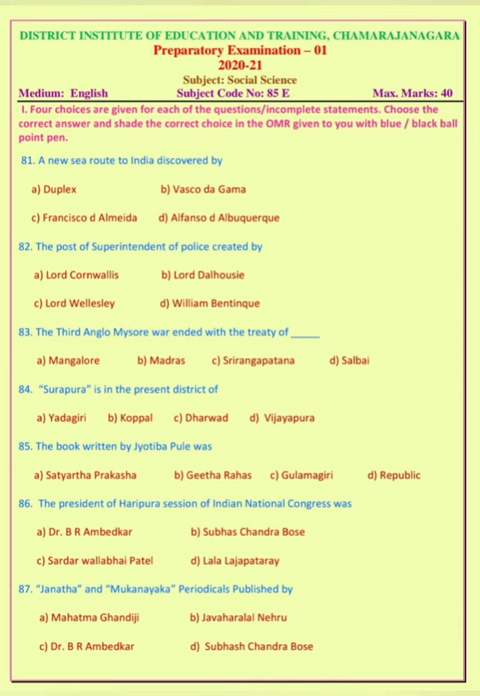 DISTRICT INSTITUTE OF EDUCATION AND TRAINING, CHAMARAJANAGARA
Preparatory Examination – 01
2020-21
Subject: Social Science
Medium: English Subject Code No: 85 E Max. Marks: 40
I. Four choices are given for each of the questions/incomplete statements. Choose the
correct answer and shade the correct choice in the OMR given to you with blue / black ball
point pen.
81. A new sea route to India discovered by
a) Duplex b) Vasco da Gama
c) Francisco d Almeida d) Alfanso d Albuquerque
82. The post of Superintendent of police created by
a) Lord Cornwallis b) Lord Dalhousie
c) Lord Wellesley d) William Bentinque
83. The Third Anglo Mysore war ended with the treaty of _____
a) Mangalore b) Madras c) Srirangapatana d) Salbai
84. “Surapura” is in the present district of
a) Yadagiri b) Koppal c) Dharwad d) Vijayapura
85. The book written by Jyotiba Pule was
a) Satyartha Prakasha b) Geetha Rahas c) Gulamagiri d) Republic
86. The president of Haripura session of Indian National Congress was
a) Dr. B R Ambedkar b) Subhas Chandra Bose
c) Sardar wallabhai Patel d) Lala Lajapataray
87. “Janatha” and “Mukanayaka” Periodicals Published by
a) Mahatma Ghandiji b) Javaharalal Nehru
c) Dr. B R Ambedkar d) Subhash Chandra Bose